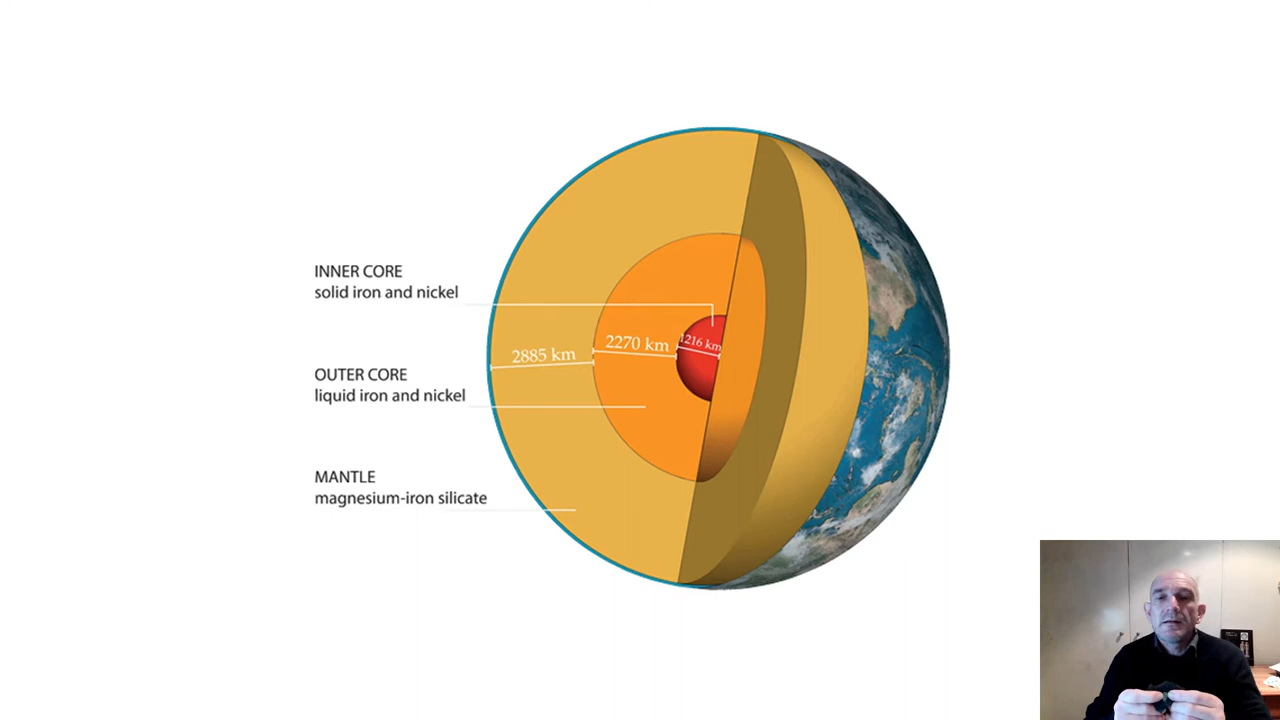 INNER CORE
solid iron and nickel
2885 km
2270 km
1216 km
OUTER CORE
liquid iron and nickel
MANTLE
magnesium-iron silicate